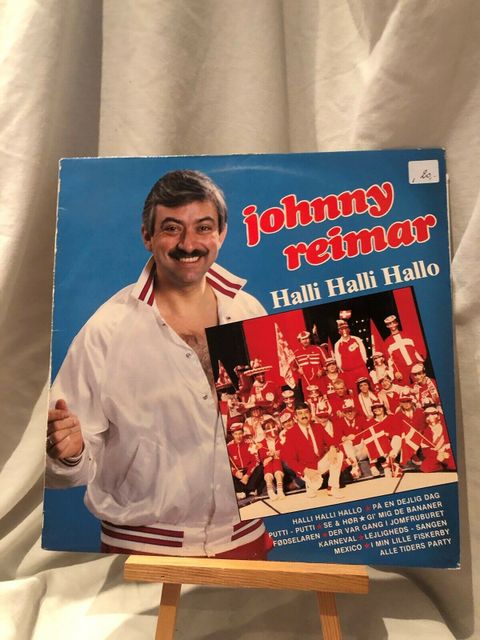 johnny
reimar
Halli Halli Hallo
HALLI HALLI HALLO ★ PÅ EN DEJLIG DAG
PUTTI - PUTTI ★ SE & HØR ★ GI' MIG DE BANANER
FØDSELAREN ★ DER VAR GANG I JOMFRUBURET
KARNEVAL ★ LEJLIGHEDS - SANGEN
MEXICO ★ I MIN LILLE FISKERBY
ALLE TIDERS PARTY